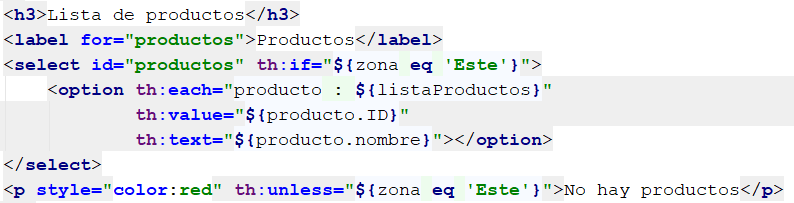 <h3>Lista de productos</h3>
<label for="productos">Productos</label>
<select id="productos" th:if="${zona eq 'Este'}">
    <option th:each="producto : ${listaProductos}"
            th:value="${producto.ID}"
            th:text="${producto.nombre}"></option>
</select>
<p style="color:red" th:unless="${zona eq 'Este'}">No hay productos</p>